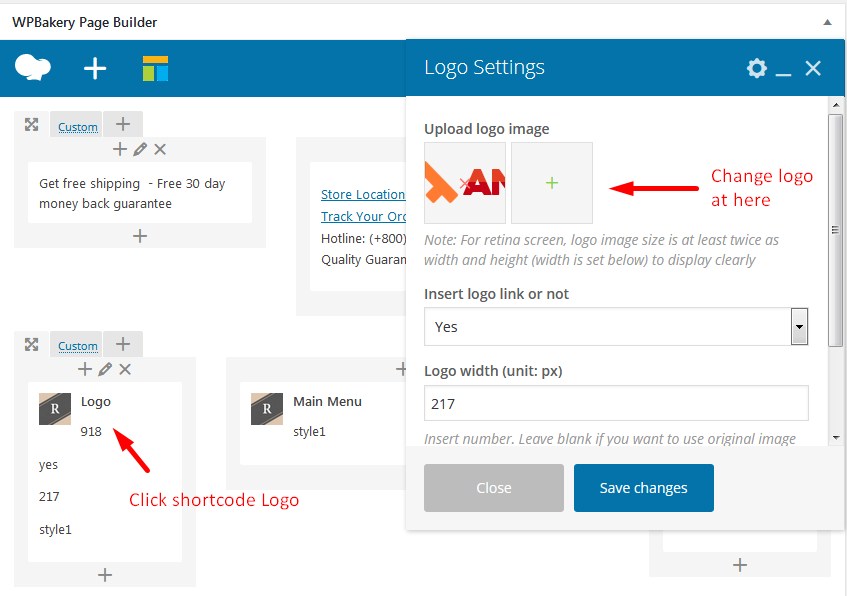 WPBakery Page Builder
Logo Settings
Custom
Get free shipping - Free 30 day
money back guarantee
Store Location
Track Your Orc
Hotline: (+800)
Quality Guaran
Upload logo image
AN
Change logo
at here
Note: For retina screen, logo image size is at least twice as
width and height (width is set below) to display clearly
Insert logo link or not
Yes
Logo width (unit: px)
217
Insert number. Leave blank if you want to use original image
Close
Save changes
Custom
R
Logo
918
yes
217
style1
Click shortcode Logo
R
Main Menu
style1